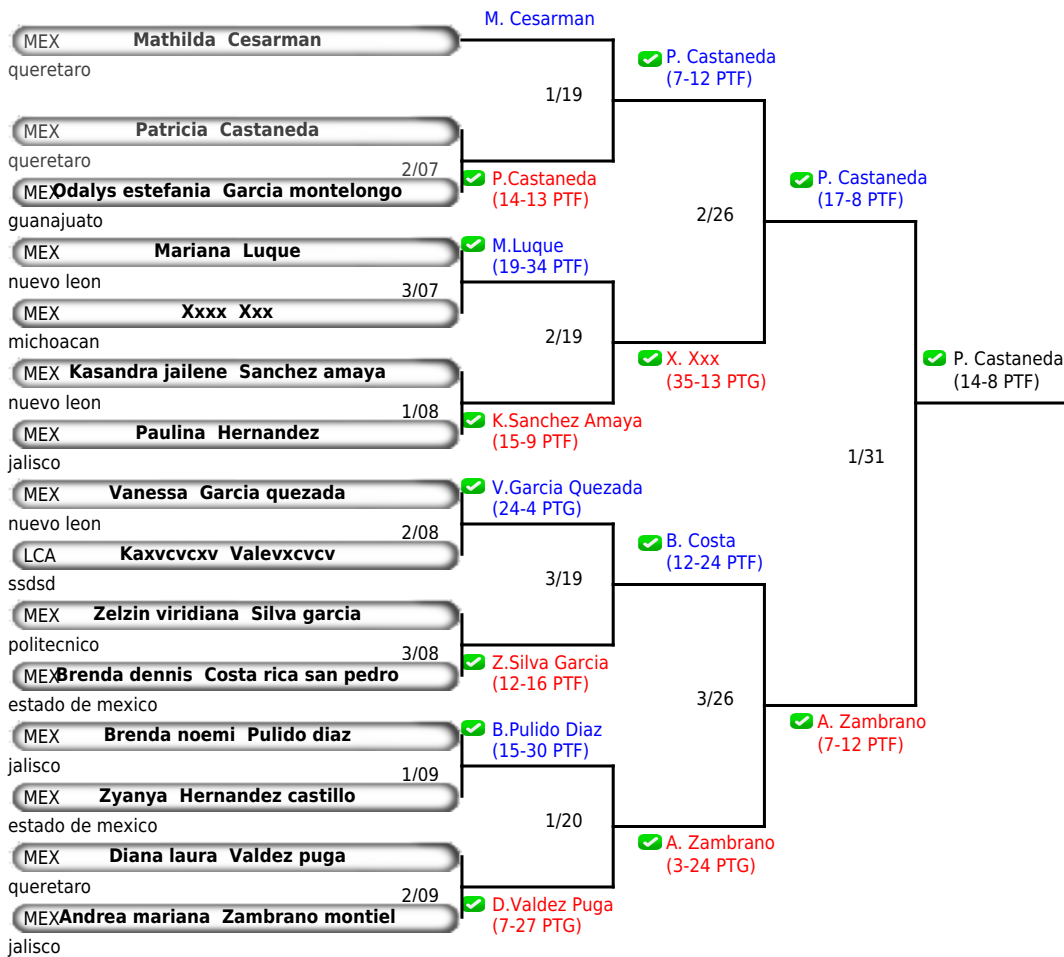 M. Cesarman
MEX Mathilda Cesarman
queretaro
P. Castaneda
(7-12 PTF)
1/19
MEX Patricia Castaneda
queretaro
2/07
P.Castaneda
(14-13 PTF)
MEX Odalys estefania Garcia montelongo
guanajuato
P. Castaneda
(17-8 PTF)
2/26
MEX Mariana Luque
nuevo leon
M.Luque
(19-34 PTF)
3/07
MEX Xxxx Xxx
michoacan
2/19
X. Xxx
(35-13 PTG)
MEX Kasandra jailene Sanchez amaya
nuevo leon
1/08
K.Sanchez Amaya
(15-9 PTF)
MEX Paulina Hernandez
jalisco
P. Castaneda
(14-8 PTF)
1/31
MEX Vanessa Garcia quezada
nuevo leon
V.Garcia Quezada
(24-4 PTG)
2/08
LCA Kaxvcvcxv Valevxcvcv
ssdsd
B. Costa
(12-24 PTF)
3/19
MEX Zelzin viridiana Silva garcia
politecnico
3/08
Z.Silva Garcia
(12-16 PTF)
MEX Brenda dennis Costa rica san pedro
estado de mexico
3/26
A. Zambrano
(7-12 PTF)
MEX Brenda noemi Pulido diaz
jalisco
B.Pulido Diaz
(15-30 PTF)
1/09
MEX Zyanya Hernandez castillo
estado de mexico
1/20
A. Zambrano
(3-24 PTG)
MEX Diana laura Valdez puga
queretaro
2/09
D.Valdez Puga
(7-27 PTG)
MEX Andrea mariana Zambrano montiel
jalisco